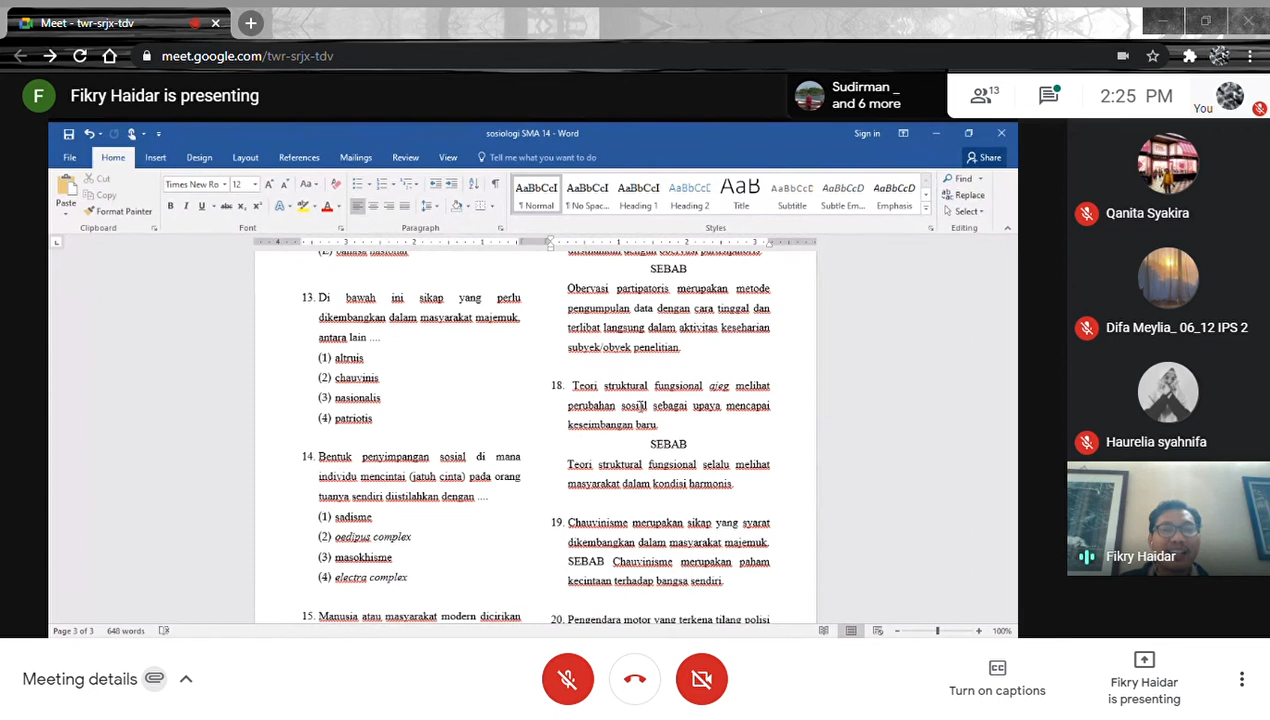 Meet - twr-srjx-tdv
meet.google.com/twr-srjx-tdv
F
Fikry Haidar is presenting
Sudirman _
and 6 more
13
2:25 PM
You
sosiologi SMA 14 - Word
Sign in
File Home Insert Design Layout References Mailings Review View Tell me what you want to do
Share
Paste
Cut
Copy
Format Painter
Clipboard
Times New Ro 12
Font
Paragraph
AaBbCcI AaBbCcI AaBbCcI AaBbCcD AaB AaBbCcD AaBbCcD AaBbCcD
¶ Normal ¶ No Spac... Heading 1 Heading 2 Title Subtitle Subtle Em... Emphasis
Styles
Find
Replace
Select
Editing
13. Di bawah ini sikap yang perlu
dikembangkan dalam masyarakat majemuk,
antara lain ....
(1) altruis
(2) chauvinis
(3) nasionalis
(4) patriotis
14. Bentuk penyimpangan sosial di mana
individu mencintai (jatuh cinta) pada orang
tuanya sendiri diistilahkan dengan ....
(1) sadisme
(2) oedipus complex
(3) masokhisme
(4) electra complex
15. Manusia atau masyarakat modern dicirikan
SEBAB
Obervasi partipatoris merupakan metode
pengumpulan data dengan cara tinggal dan
terlibat langsung dalam aktivitas keseharian
subyek/obyek penelitian.
18. Teori struktural fungsional ajeg melihat
perubahan sosial sebagai upaya mencapai
keseimbangan baru.
SEBAB
Teori struktural fungsional selalu melihat
masyarakat dalam kondisi harmonis.
19. Chauvinisme merupakan sikap yang syarat
dikembangkan dalam masyarakat majemuk.
SEBAB Chauvinisme merupakan paham
kecintaan terhadap bangsa sendiri.
20. Pengendara motor yang terkena tilang polisi
Page 3 of 3 648 words
100%
Qanita Syakira
Difa Meylia_ 06_12 IPS 2
Haurelia syahnifa
Fikry Haidar
Meeting details
Turn on captions
Fikry Haidar
is presenting